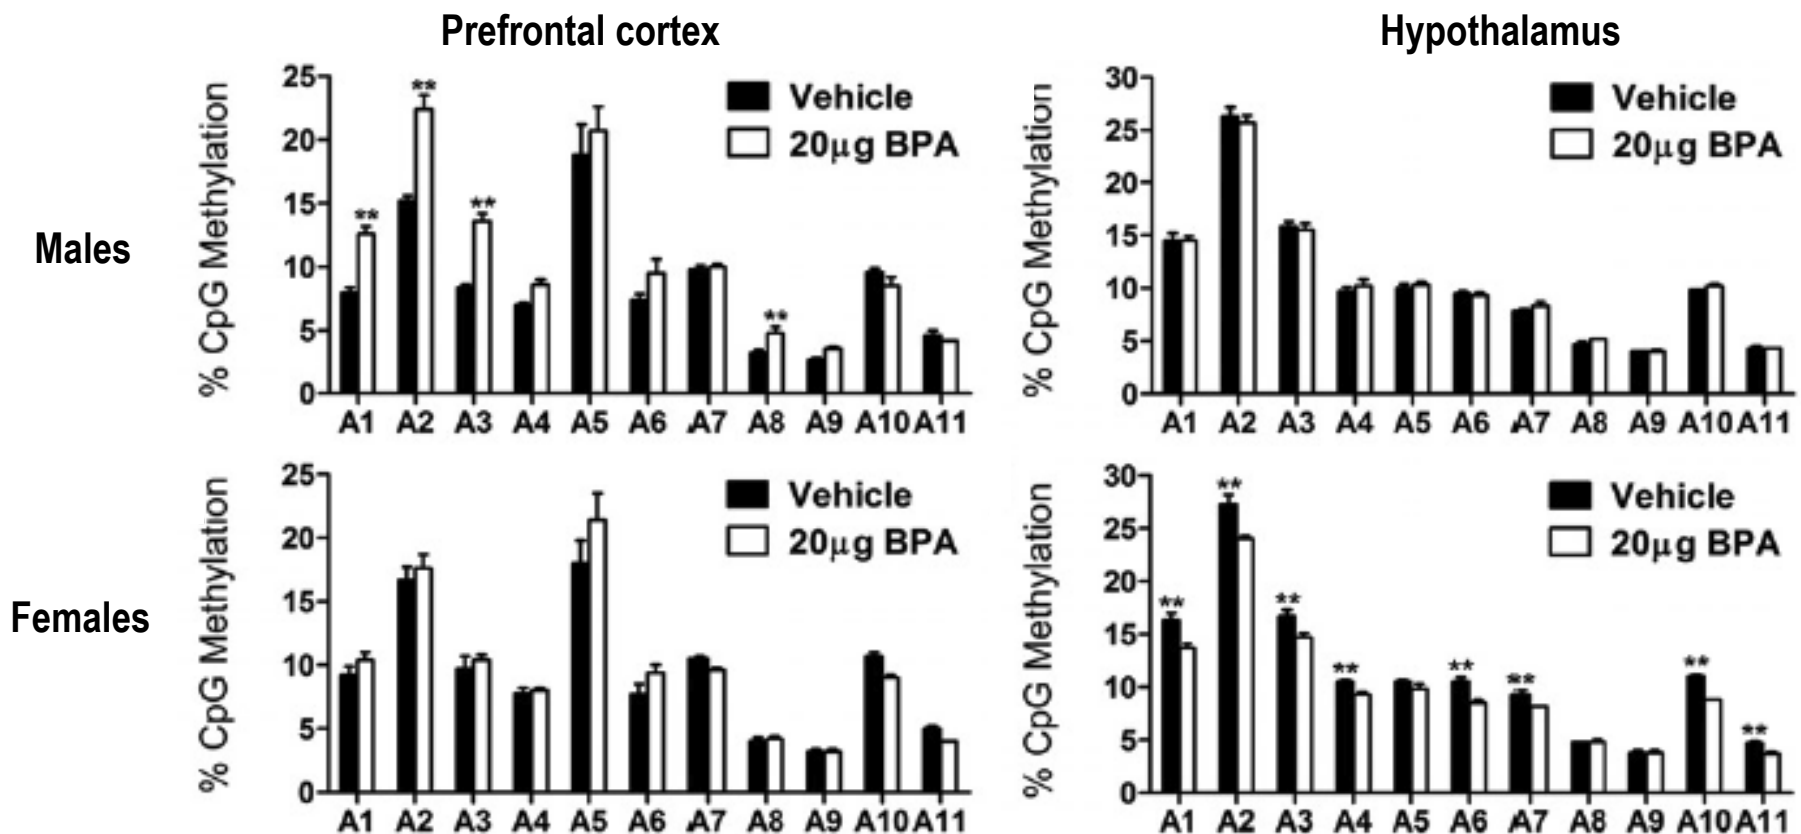 Prefrontal cortex
Hypothalamus
Males
% CpG Methylation
25
20
15
10
5
0
** ** ** **
Vehicle
20µg BPA
A1 A2 A3 A4 A5 A6 A7 A8 A9 A10 A11
% CpG Methylation
30
25
20
15
10
5
0
Vehicle
20µg BPA
A1 A2 A3 A4 A5 A6 A7 A8 A9 A10 A11
Females
% CpG Methylation
25
20
15
10
5
0
Vehicle
20µg BPA
A1 A2 A3 A4 A5 A6 A7 A8 A9 A10 A11
% CpG Methylation
30
25
20
15
10
5
0
** ** ** ** ** ** ** **
Vehicle
20µg BPA
A1 A2 A3 A4 A5 A6 A7 A8 A9 A10 A11